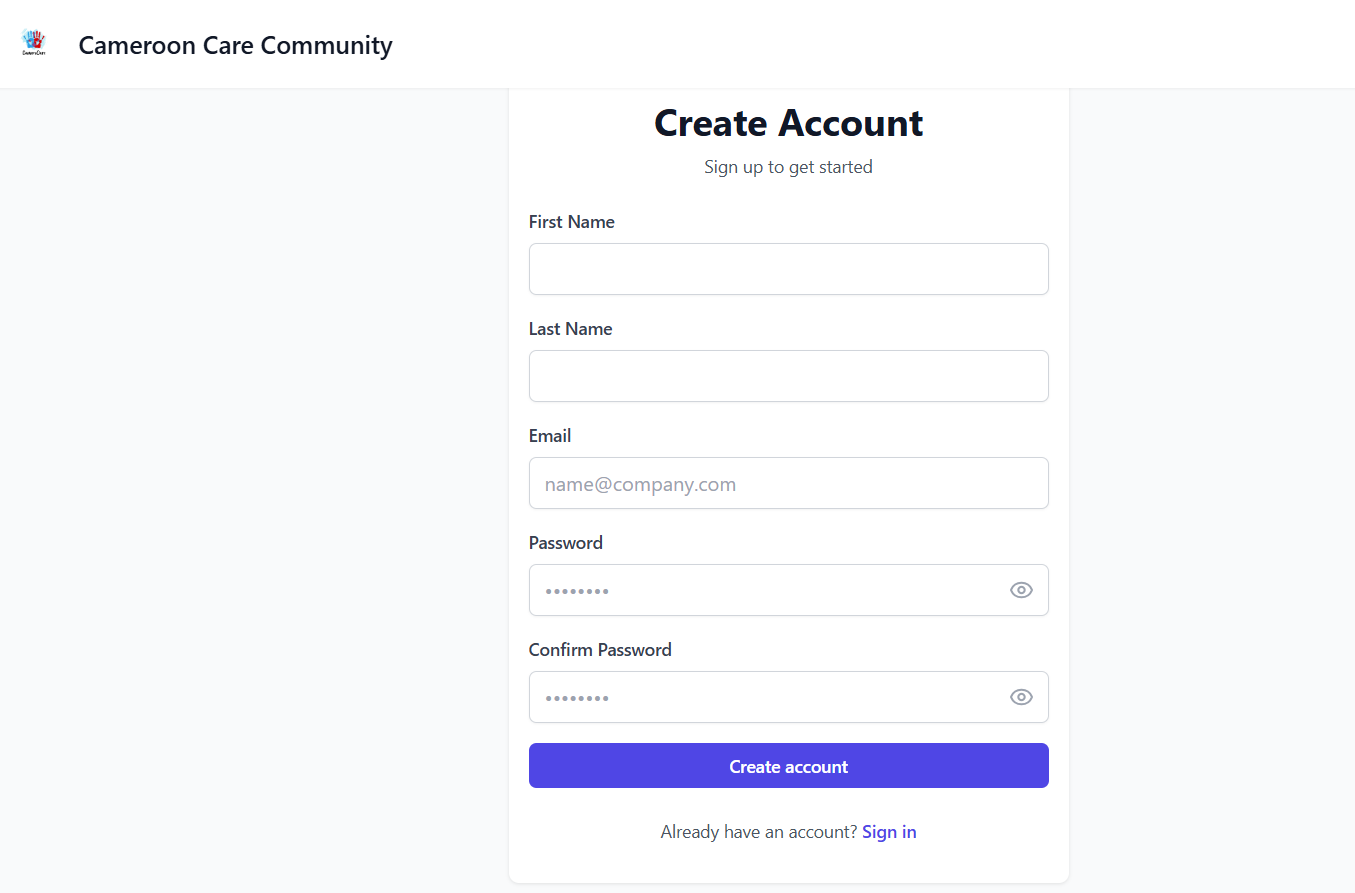 Cameroon Care Community
Create Account
Sign up to get started
First Name
Last Name
Email
name@company.com
Password
••••••••
Confirm Password
••••••••
Create account
Already have an account? Sign in